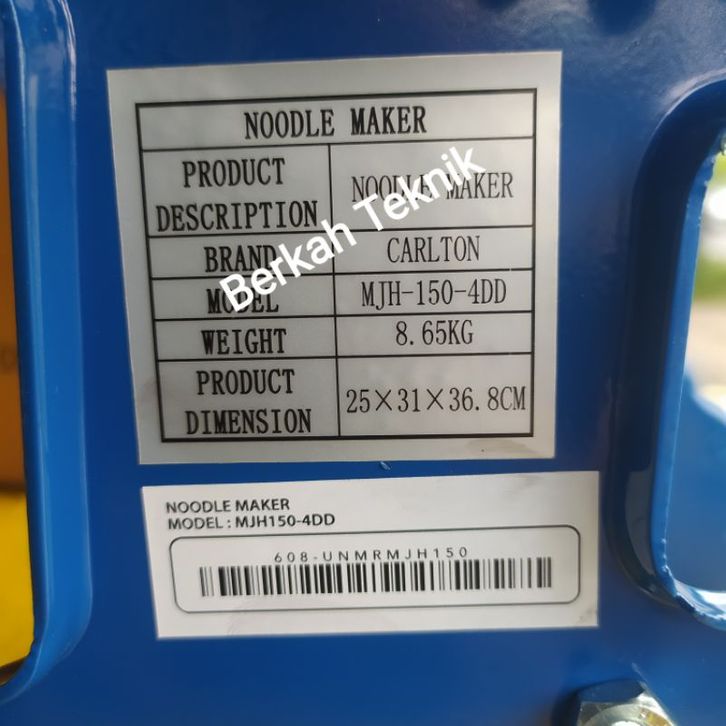 NOODLE MAKER
PRODUCT DESCRIPTION NOODLE MAKER
BRAND CARLTON
MODEL MJH-150-4DD
WEIGHT 8.65KG
PRODUCT DIMENSION 25×31×36.8CM
Berkah Teknik
NOODLE MAKER
MODEL : MJH150-4DD
608-UNMRMJH150